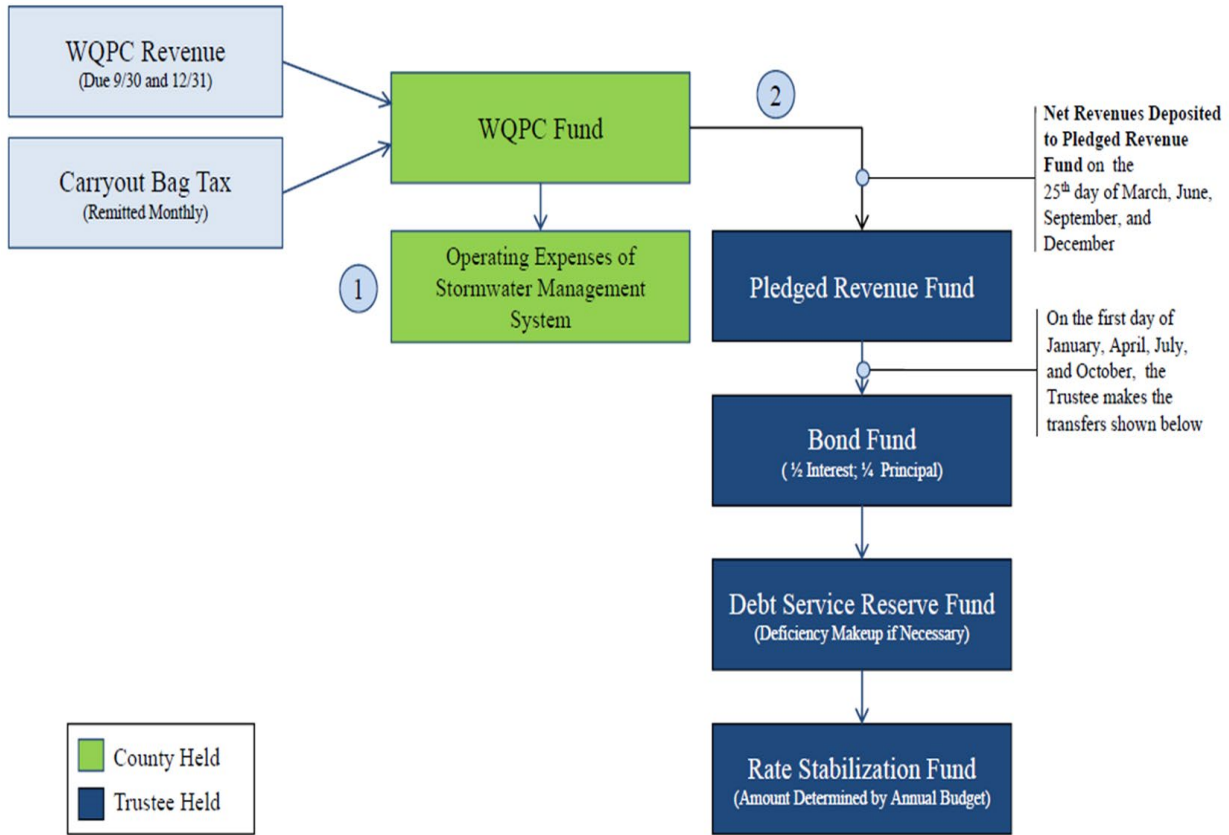 WQPC Revenue
(Due 9/30 and 12/31)
Carryout Bag Tax
(Remitted Monthly)
WQPC Fund
1
Operating Expenses of
Stormwater Management
System
2
Net Revenues Deposited
to Pledged Revenue
Fund on the
25th day of March, June,
September, and
December
Pledged Revenue Fund
On the first day of
January, April, July,
and October, the
Trustee makes the
transfers shown below
Bond Fund
( ½ Interest; ¼ Principal)
Debt Service Reserve Fund
(Deficiency Makeup if Necessary)
Rate Stabilization Fund
(Amount Determined by Annual Budget)
County Held
Trustee Held